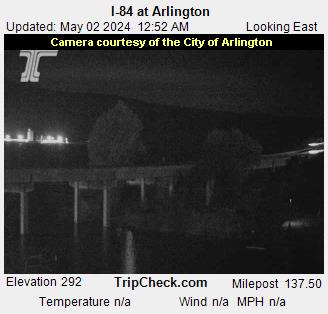 I-84 at Arlington
Updated: May 02 2024 12:52 AM Looking East
Camera courtesy of the City of Arlington
Elevation 292 TripCheck.com Milepost 137.50
Temperature n/a Wind n/a MPH n/a